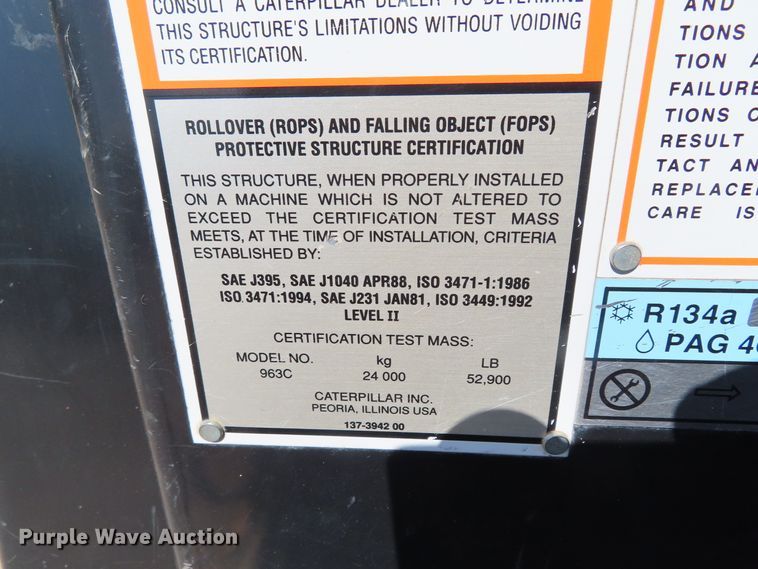 CONSULT A CATERPILLAR DEALER TO DETERMINE
THIS STRUCTURE'S LIMITATIONS WITHOUT VOIDING
ITS CERTIFICATION.
ROLLOVER (ROPS) AND FALLING OBJECT (FOPS)
PROTECTIVE STRUCTURE CERTIFICATION
THIS STRUCTURE, WHEN PROPERLY INSTALLED
ON A MACHINE WHICH IS NOT ALTERED TO
EXCEED THE CERTIFICATION TEST MASS
MEETS, AT THE TIME OF INSTALLATION, CRITERIA
ESTABLISHED BY:
SAE J395, SAE J1040 APR88, ISO 3471-1:1986
ISO 3471:1994, SAE J231 JAN81, ISO 3449:1992
LEVEL II
CERTIFICATION TEST MASS:
MODEL NO. kg LB
963C 24 000 52,900
CATERPILLAR INC.
PEORIA, ILLINOIS USA
137-3942 00
AND
TIONS
TION
FAILURE
TIONS
RESULT
TACT AN
REPLACE
CARE IS
R134a
PAG
Purple Wave Auction